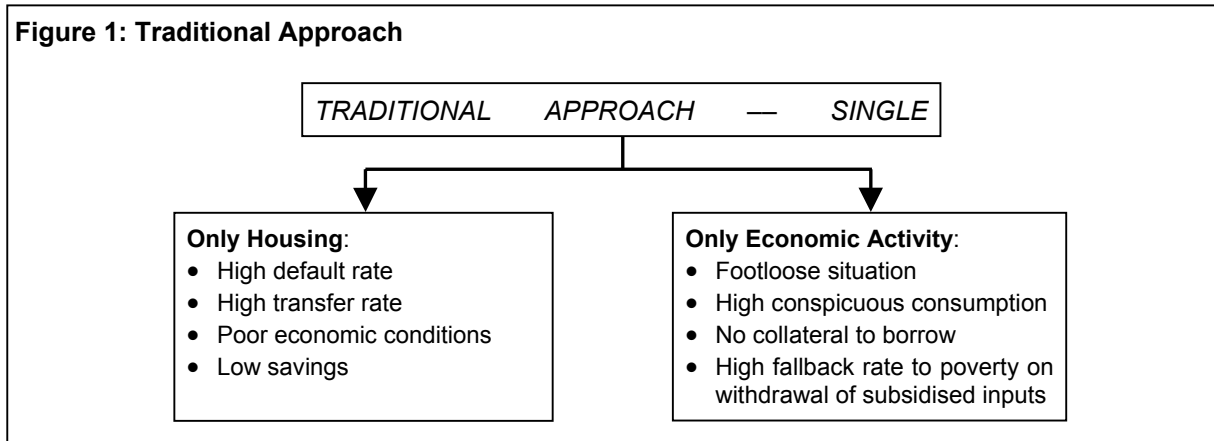 Figure 1: Traditional Approach
TRADITIONAL APPROACH — SINGLE
Only Housing:
• High default rate
• High transfer rate
• Poor economic conditions
• Low savings
Only Economic Activity:
• Footloose situation
• High conspicuous consumption
• No collateral to borrow
• High fallback rate to poverty on
withdrawal of subsidised inputs